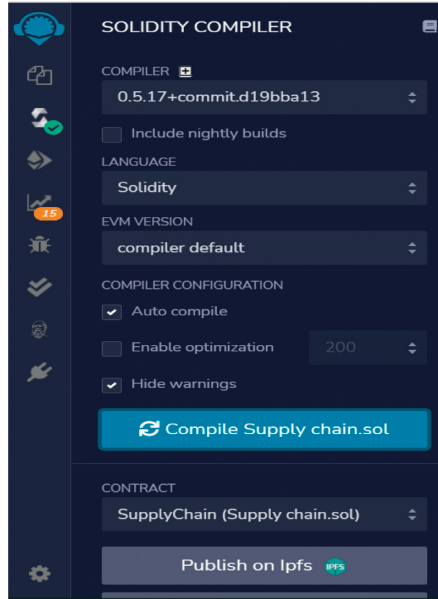 SOLIDITY COMPILER
COMPILER
0.5.17+commit.d19bba13
Include nightly builds
LANGUAGE
Solidity
EVM VERSION
compiler default
15
COMPILER CONFIGURATION
Auto compile
Enable optimization 200
Hide warnings
Compile Supply chain.sol
CONTRACT
SupplyChain (Supply chain.sol)
Publish on Ipfs IPFS